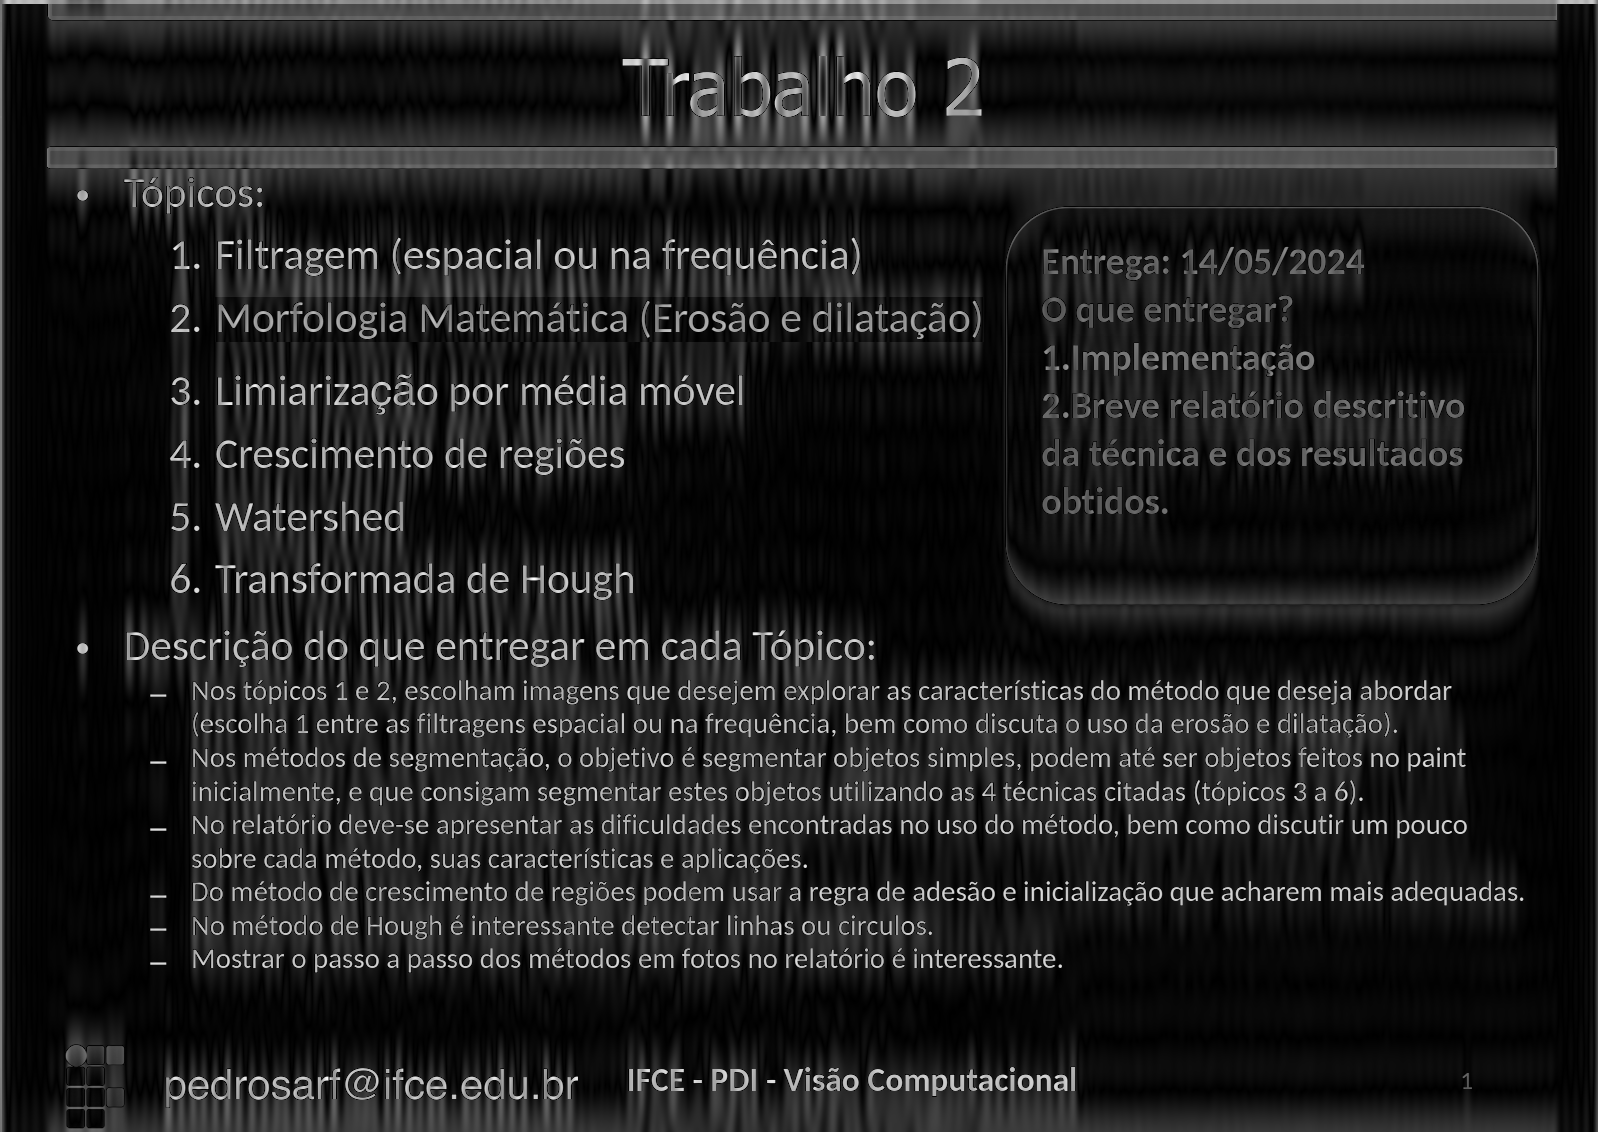 Trabalho 2
• Tópicos:
1. Filtragem (espacial ou na frequência)
2. Morfologia Matemática (Erosão e dilatação)
3. Limiarização por média móvel
4. Crescimento de regiões
5. Watershed
6. Transformada de Hough
Entrega: 14/05/2024
O que entregar?
1.Implementação
2.Breve relatório descritivo
da técnica e dos resultados
obtidos.
• Descrição do que entregar em cada Tópico:
– Nos tópicos 1 e 2, escolham imagens que desejem explorar as características do método que deseja abordar
(escolha 1 entre as filtragens espacial ou na frequência, bem como discuta o uso da erosão e dilatação).
– Nos métodos de segmentação, o objetivo é segmentar objetos simples, podem até ser objetos feitos no paint
inicialmente, e que consigam segmentar estes objetos utilizando as 4 técnicas citadas (tópicos 3 a 6).
– No relatório deve-se apresentar as dificuldades encontradas no uso do método, bem como discutir um pouco
sobre cada método, suas características e aplicações.
– Do método de crescimento de regiões podem usar a regra de adesão e inicialização que acharem mais adequadas.
– No método de Hough é interessante detectar linhas ou circulos.
– Mostrar o passo a passo dos métodos em fotos no relatório é interessante.
pedrosarf@ifce.edu.br
IFCE - PDI - Visão Computacional
1